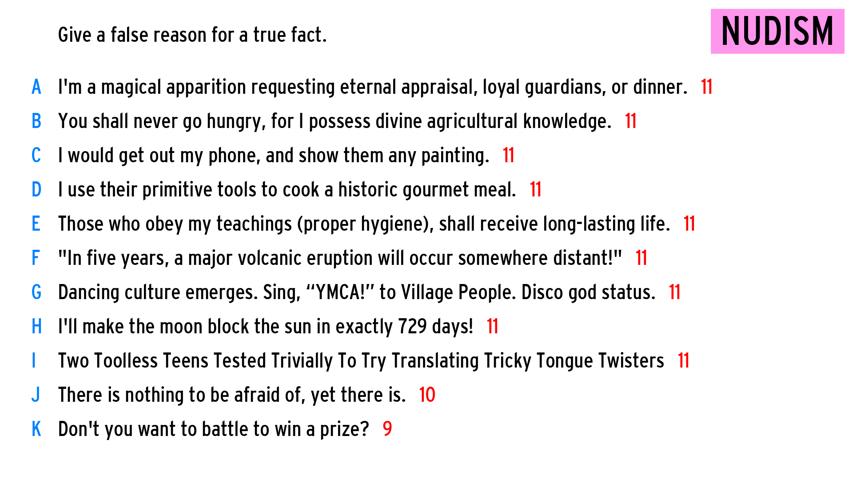 Give a false reason for a true fact.
NUDISM
A I'm a magical apparition requesting eternal appraisal, loyal guardians, or dinner. 11
B You shall never go hungry, for I possess divine agricultural knowledge. 11
C I would get out my phone, and show them any painting. 11
D I use their primitive tools to cook a historic gourmet meal. 11
E Those who obey my teachings (proper hygiene), shall receive long-lasting life. 11
F "In five years, a major volcanic eruption will occur somewhere distant!" 11
G Dancing culture emerges. Sing, “YMCA!” to Village People. Disco god status. 11
H I'll make the moon block the sun in exactly 729 days! 11
I Two Toolless Teens Tested Trivially To Try Translating Tricky Tongue Twisters 11
J There is nothing to be afraid of, yet there is. 10
K Don't you want to battle to win a prize? 9